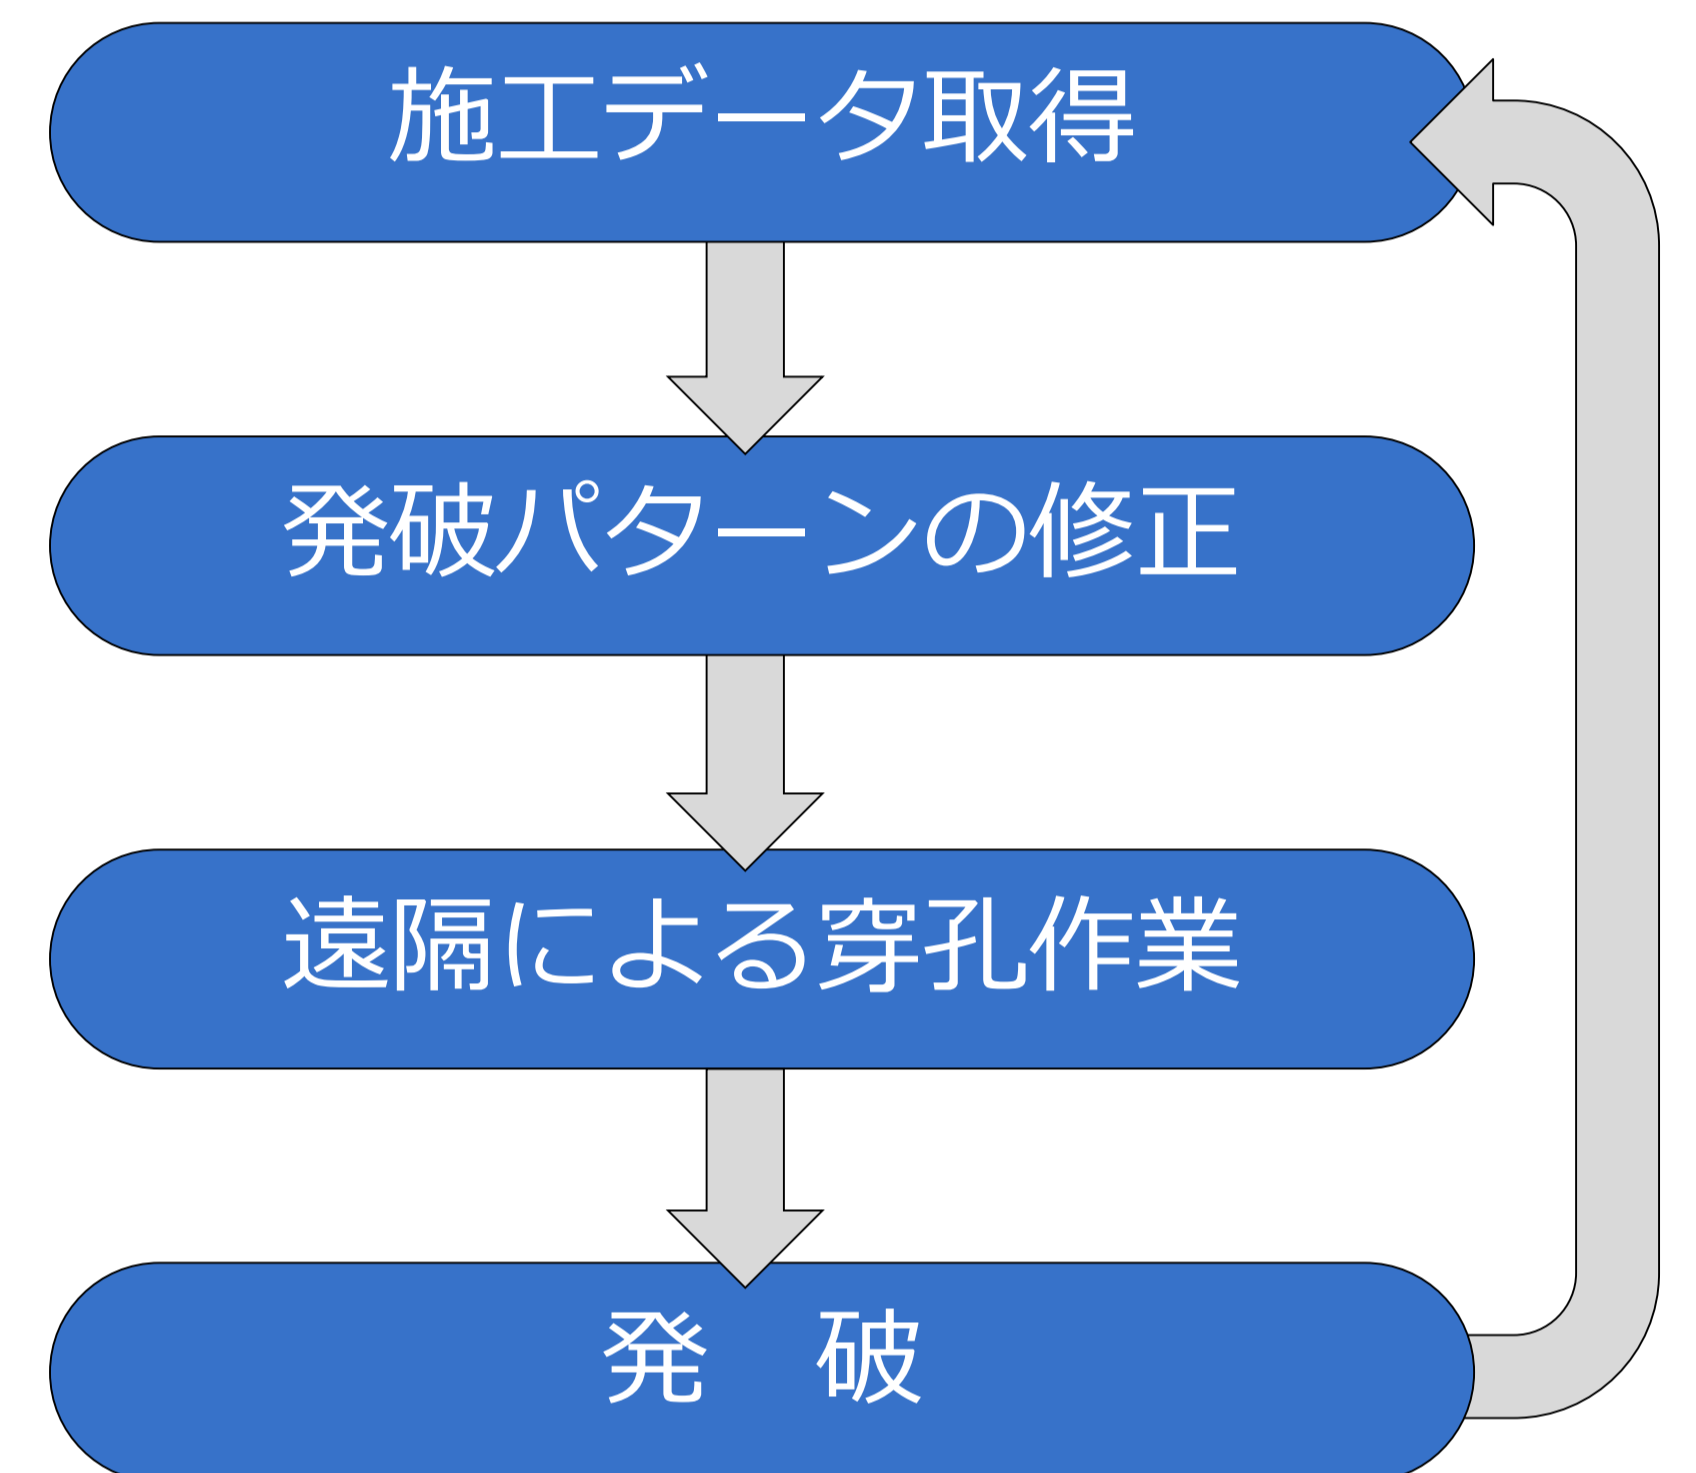 施工データ取得
発破パターンの修正
遠隔による穿孔作業
発　破